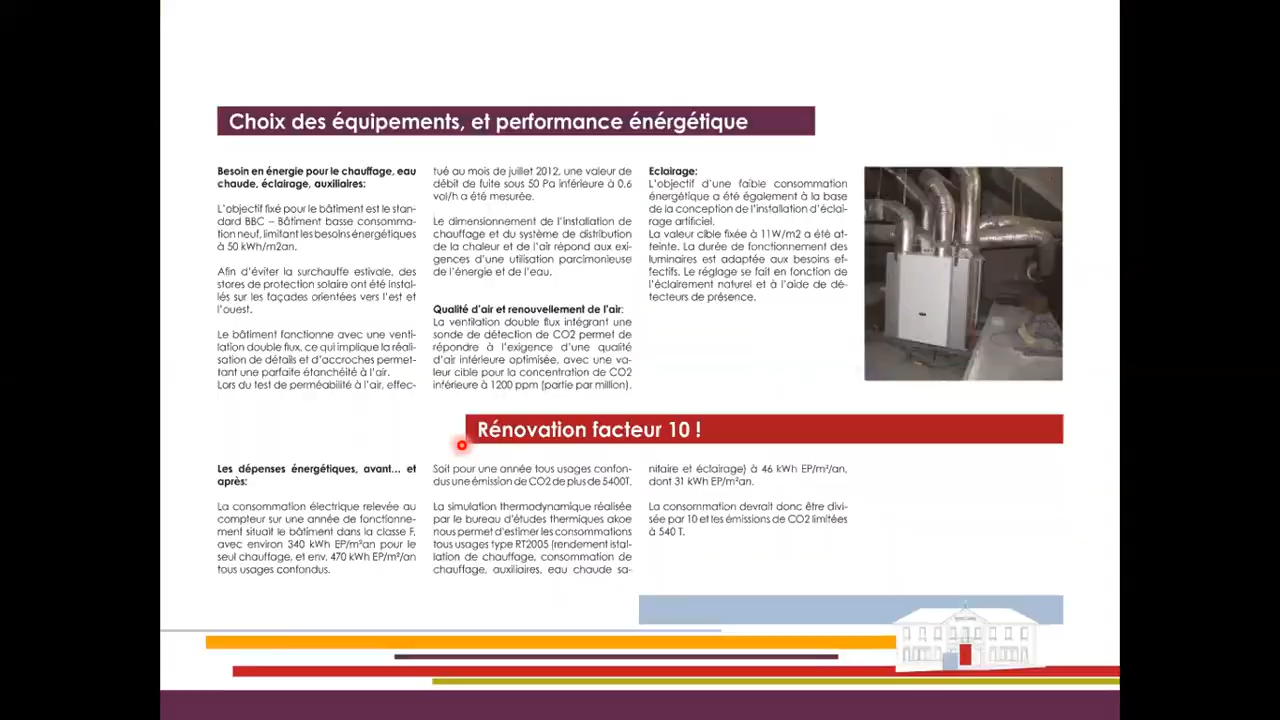 Choix des équipements, et performance énérgétique
Besoin en énergie pour le chauffage, eau
chaude, éclairage, auxiliaires:
L'objectif fixé pour le bâtiment est le stan-
dard BBC – Bâtiment basse consomma-
tion neuf, limitant les besoins énergétiques
à 50 kWh/m2an.
Afin d'éviter la surchauffe estivale, des
stores de protection solaire ont été instal-
lés sur les façades orientées vers l'est et
l'ouest.
Le bâtiment fonctionne avec une venti-
lation double flux, ce qui implique la réali-
sation de détails et d'accroches permet-
tant une parfaite étanchéité à l'air.
Lors du test de perméabilité à l'air, effec-
tué au mois de juillet 2012, une valeur de
débit de fuite sous 50 Pa inférieure à 0.6
vol/h a été mesurée.
Le dimensionnement de l'installation de
chauffage et du système de distribution
de la chaleur et de l'air répond aux exi-
gences d'une utilisation parcimonieuse
de l'énergie et de l'eau.
Qualité d'air et renouvellement de l'air:
La ventilation double flux intégrant une
sonde de détection de CO2 permet de
répondre à l'exigence d'une qualité
d'air intérieure optimisée, avec une va-
leur cible pour la concentration de CO2
inférieure à 1200 ppm (partie par million).
Eclairage:
L'objectif d'une faible consommation
énergétique a été également à la base
de la conception de l'installation d'éclai-
rage artificiel.
La valeur cible fixée à 11W/m2 a été at-
teinte. La durée de fonctionnement des
luminaires est adaptée aux besoins ef-
fectifs. Le réglage se fait en fonction de
l'éclairement naturel et à l'aide de dé-
tecteurs de présence.
Rénovation facteur 10 !
Les dépenses énergétiques, avant... et
après:
La consommation électrique relevée au
compteur sur une année de fonctionne-
ment situait le bâtiment dans la classe F,
avec environ 340 kWh EP/m²an pour le
seul chauffage, et env. 470 kWh EP/m²/an
tous usages confondus.
Soit pour une année tous usages confon-
dus une émission de CO2 de plus de 5400T.
La simulation thermodynamique réalisée
par le bureau d'études thermiques akoe
nous permet d'estimer les consommations
tous usages type RT2005 (rendement istal-
lation de chauffage, consommation de
chauffage, auxiliaires, eau chaude sa-
nitaire et éclairage) à 46 kWh EP/m²/an,
dont 31 kWh EP/m²an.
La consommation devrait donc être divi-
sée par 10 et les émissions de CO2 limitées
à 540 T.